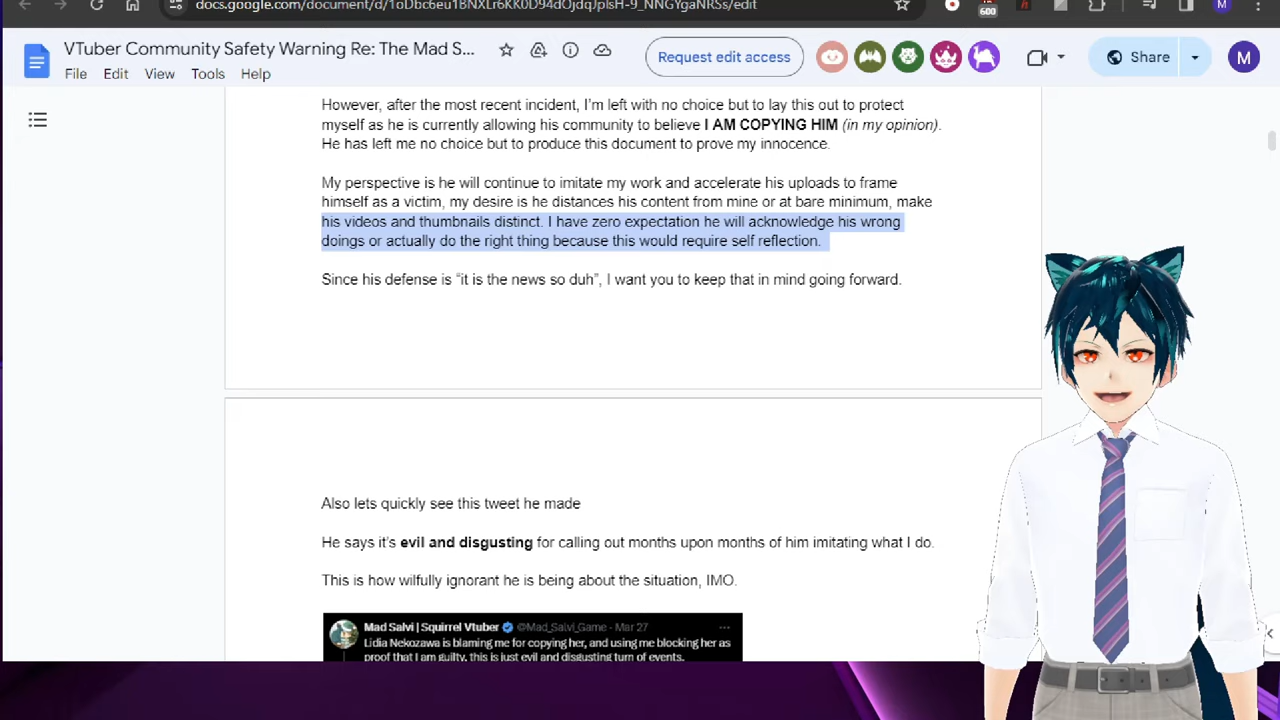 docs.google.com/document/d/
600
M
VTuber Community Safety Warning Re: The Mad S...
Request edit access
Share
M
File Edit View Tools Help
However, after the most recent incident, I'm left with no choice but to lay this out to protect
myself as he is currently allowing his community to believe I AM COPYING HIM (in my opinion).
He has left me no choice but to produce this document to prove my innocence.
My perspective is he will continue to imitate my work and accelerate his uploads to frame
himself as a victim, my desire is he distances his content from mine or at bare minimum, make
his videos and thumbnails distinct. I have zero expectation he will acknowledge his wrong
doings or actually do the right thing because this would require self reflection.
Since his defense is “it is the news so duh”, I want you to keep that in mind going forward.
Also lets quickly see this tweet he made
He says it's evil and disgusting for calling out months upon months of him imitating what I do.
This is how wilfully ignorant he is being about the situation, IMO.
Mad Salvi | Squirrel Vtuber @Mad_Salvi_Game - Mar 27
Lidia Nekozawa is blaming me for copying her, and using me blocking her as
proof that I am guilty, this is just evil and disgusting turn of events.